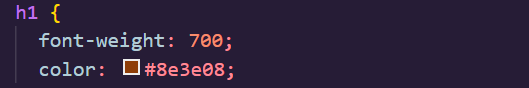 h1 {
font-weight: 700;
color: #8e3e08;